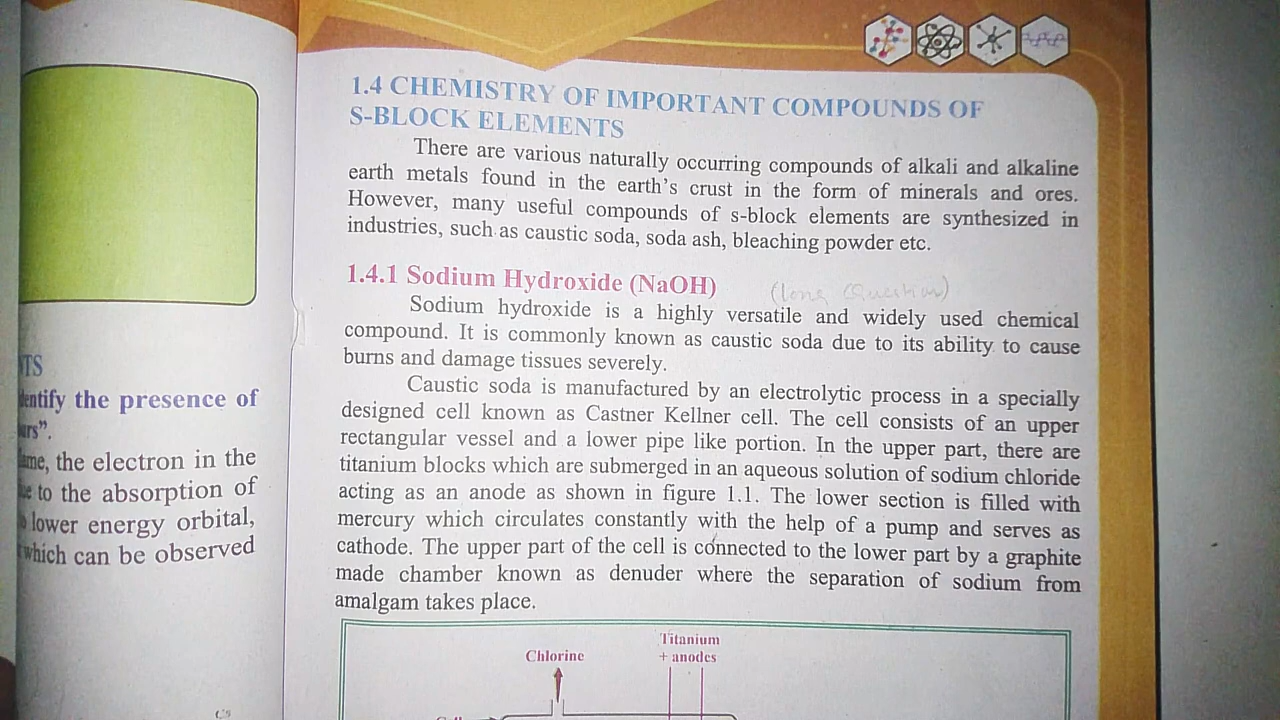 entify the presence of
the electron in the
to the absorption of
lower energy orbital,
which can be observed
1.4 CHEMISTRY OF IMPORTANT COMPOUNDS OF
S-BLOCK ELEMENTS
There are various naturally occurring compounds of alkali and alkaline
earth metals found in the earth's crust in the form of minerals and ores.
However, many useful compounds of s-block elements are synthesized in
industries, such as caustic soda, soda ash, bleaching powder etc.
1.4.1 Sodium Hydroxide (NaOH)
(long Question)
Sodium hydroxide is a highly versatile and widely used chemical
compound. It is commonly known as caustic soda due to its ability to cause
burns and damage tissues severely.
Caustic soda is manufactured by an electrolytic process in a specially
designed cell known as Castner Kellner cell. The cell consists of an upper
rectangular vessel and a lower pipe like portion. In the upper part, there are
titanium blocks which are submerged in an aqueous solution of sodium chloride
acting as an anode as shown in figure 1.1. The lower section is filled with
mercury which circulates constantly with the help of a pump and serves as
cathode. The upper part of the cell is connected to the lower part by a graphite
made chamber known as denuder where the separation of sodium from
amalgam takes place.
Titanium
Chlorine + anodes